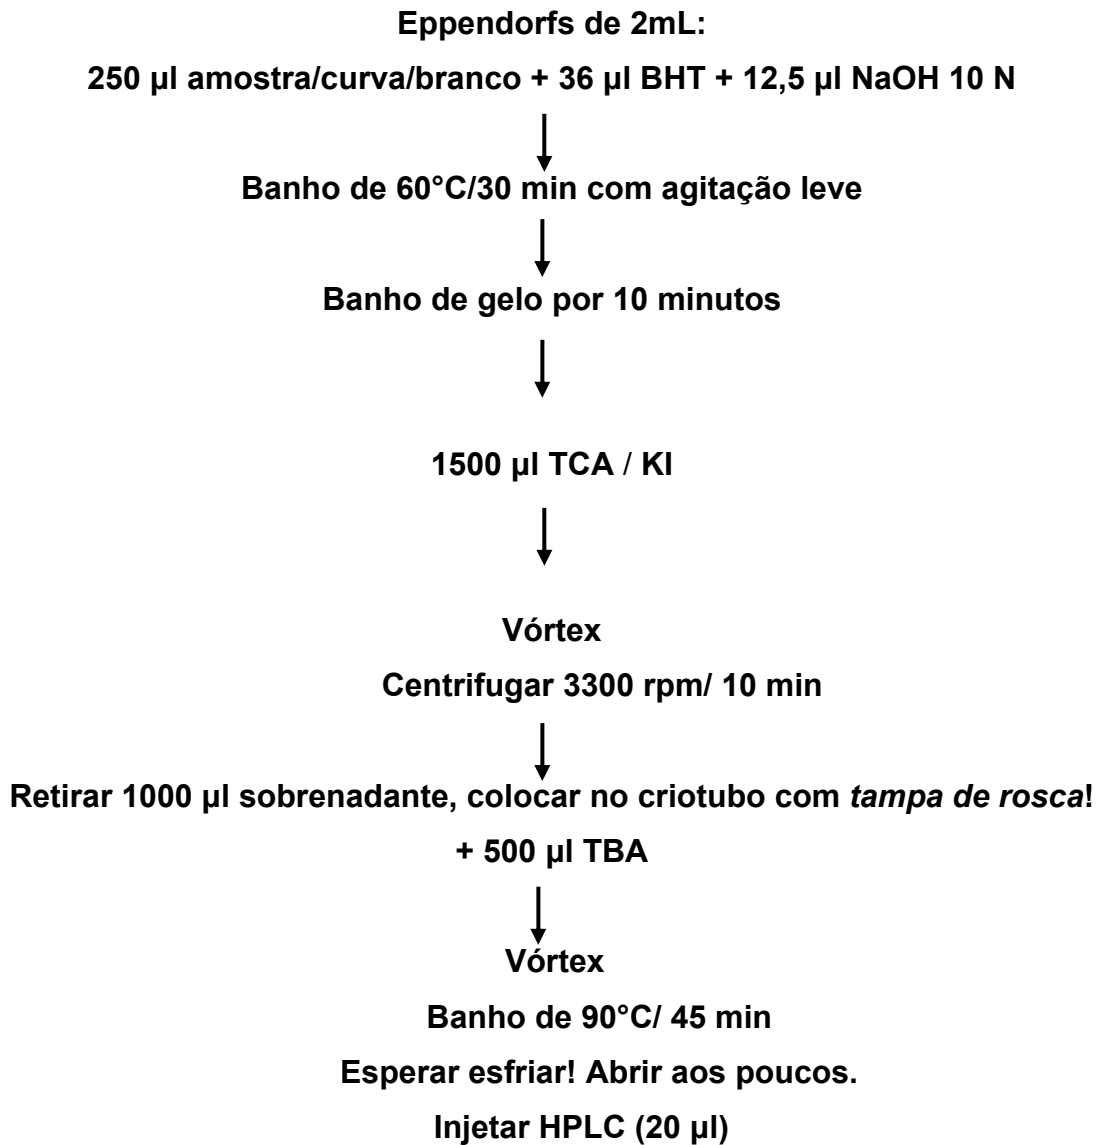 Eppendorfs de 2mL:
250 µl amostra/curva/branco + 36 µl BHT + 12,5 µl NaOH 10 N
Banho de 60°C/30 min com agitação leve
Banho de gelo por 10 minutos
1500 µl TCA / KI
Vórtex
Centrifugar 3300 rpm/ 10 min
Retirar 1000 µl sobrenadante, colocar no criotubo com tampa de rosca!
+ 500 µl TBA
Vórtex
Banho de 90°C/ 45 min
Esperar esfriar! Abrir aos poucos.
Injetar HPLC (20 µl)